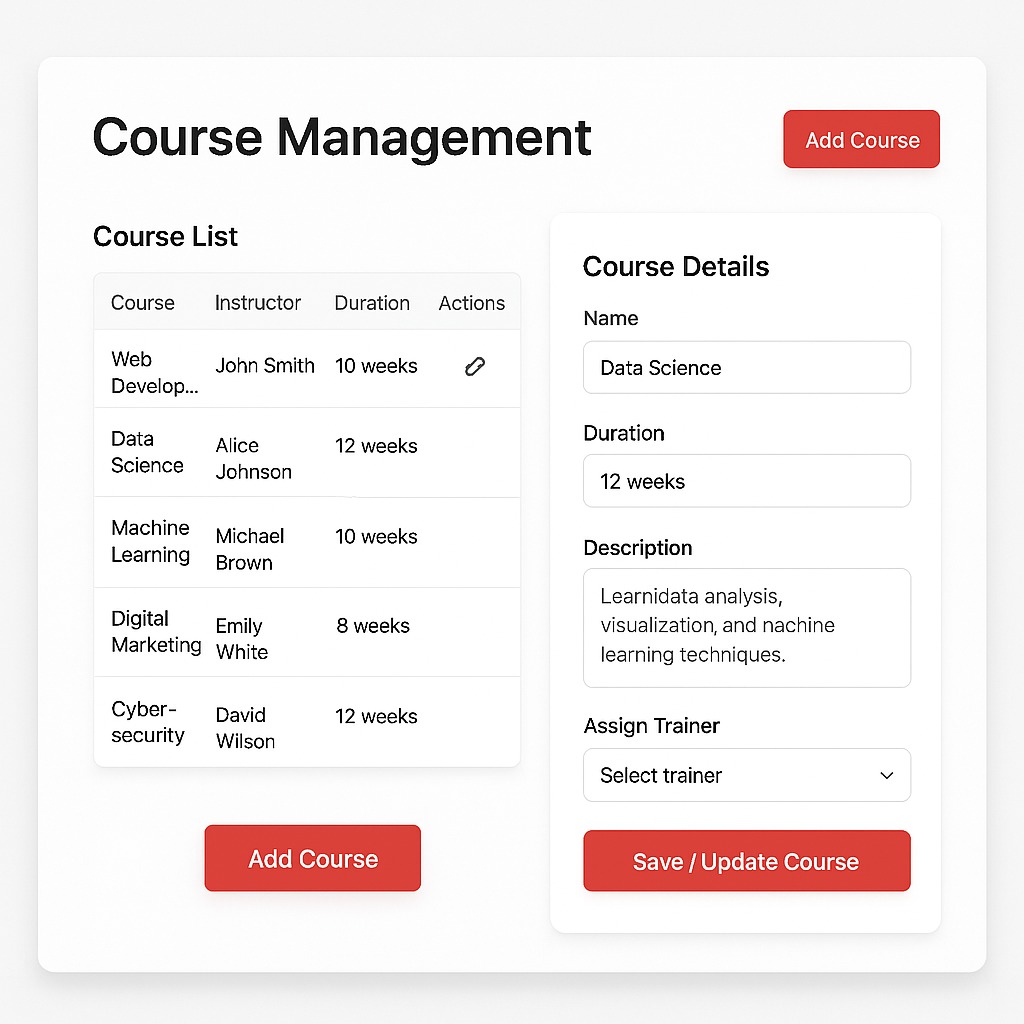 Course Management
Add Course
Course List
Course Instructor Duration Actions
Web
Develop...
John Smith
10 weeks
Data
Science
Alice
Johnson
12 weeks
Machine
Learning
Michael
Brown
10 weeks
Digital
Marketing
Emily
White
8 weeks
Cyber-
security
David
Wilson
12 weeks
Add Course
Course Details
Name
Data Science
Duration
12 weeks
Description
Learnidata analysis,
visualization, and nachine
learning techniques.
Assign Trainer
Select trainer
Save / Update Course